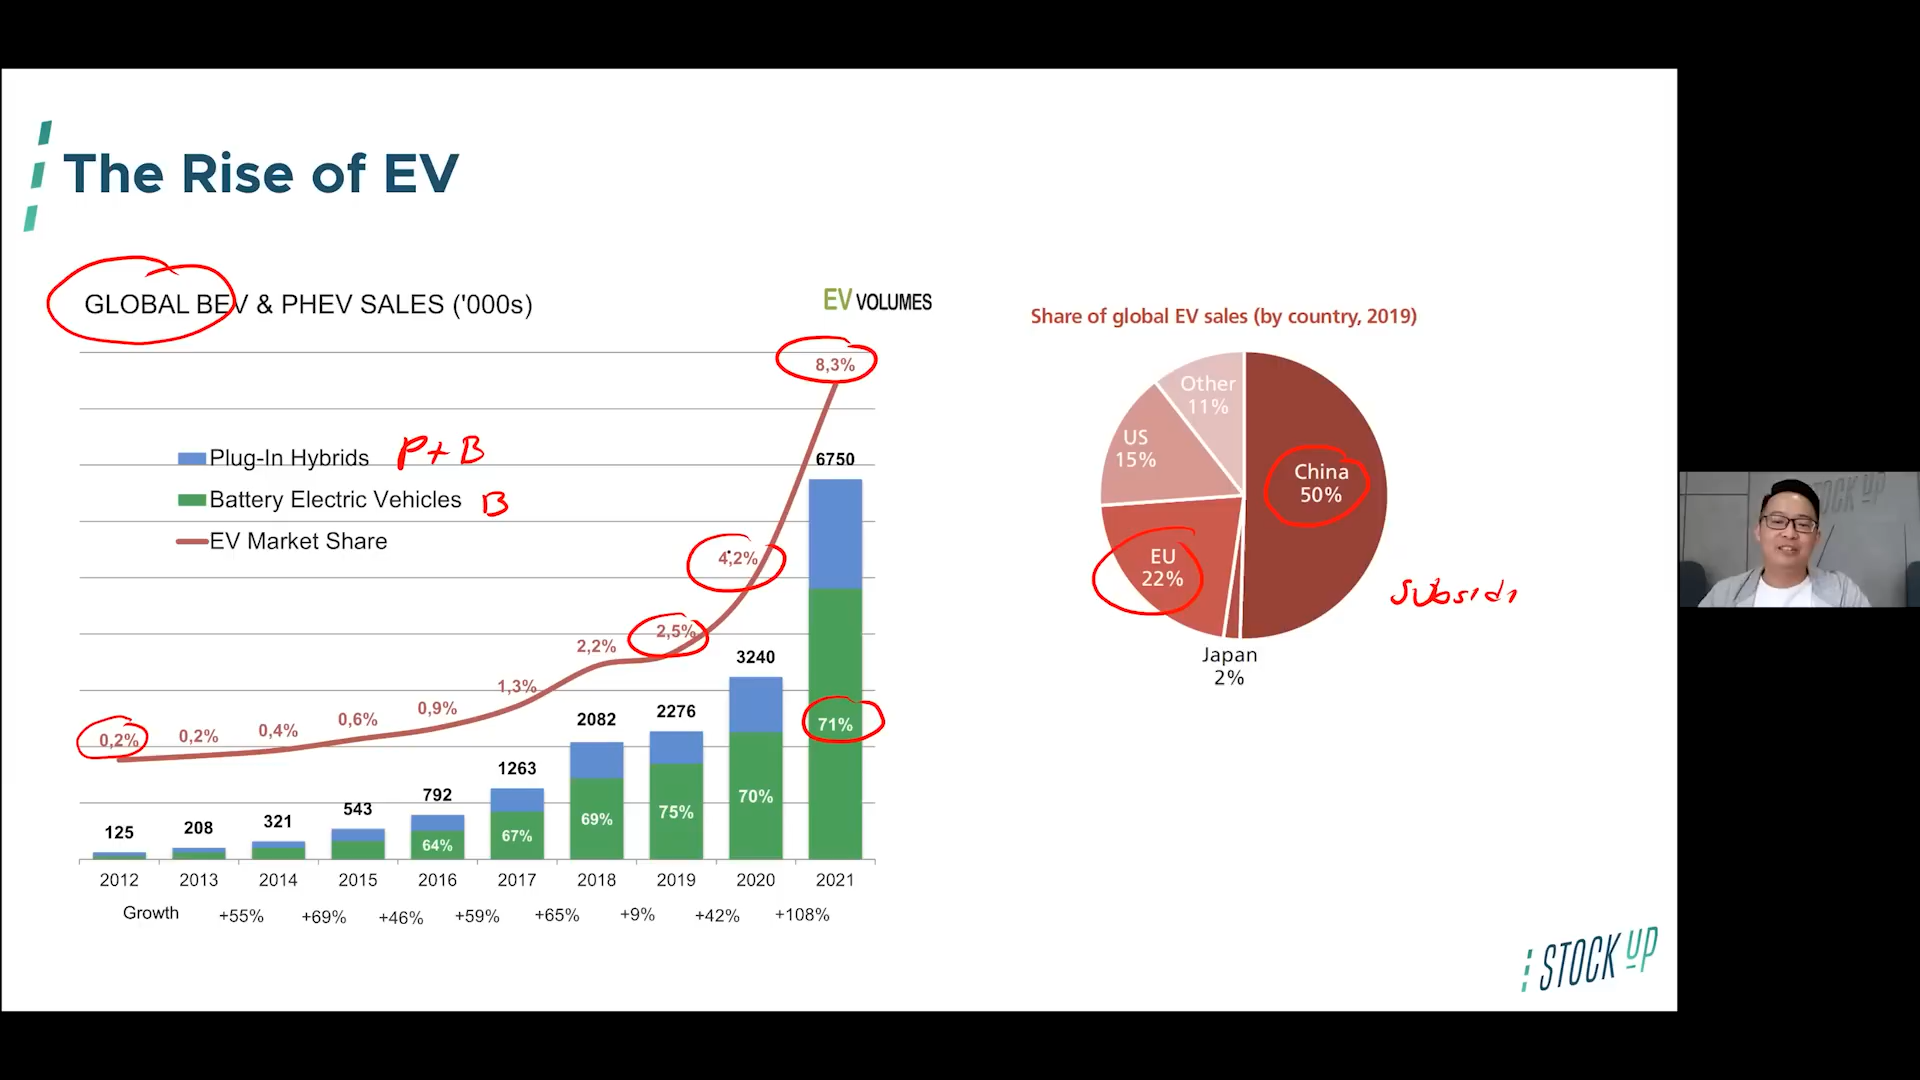 The Rise of EV
GLOBAL BEV & PHEV SALES ('000s)
EV VOLUMES
8,3%
Plug-In Hybrids P+B
6750
Battery Electric Vehicles B
EV Market Share
4,2%
2,5%
2,2%
3240
1,3%
0,9%
2276
2082
0,6%
71%
0,4%
0,2%
0,2%
1263
792
70%
543
75%
69%
321
208
125
67%
64%
2012 2013 2014 2015 2016 2017 2018 2019 2020 2021
Growth +55% +69% +46% +59% +65% +9% +42% +108%
Share of global EV sales (by country, 2019)
Other
11%
US
15%
China
50%
EU
22%
Subsidi
Japan
2%
STOCK UP
STOCK UP